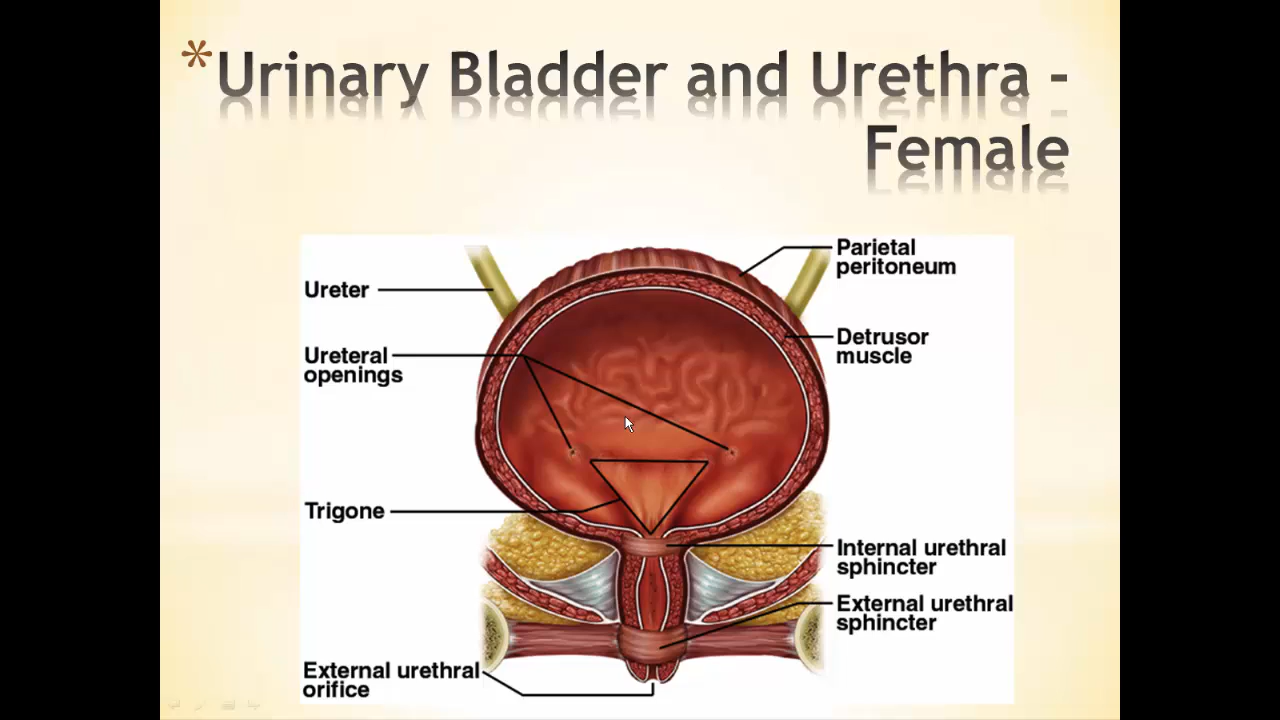 * Urinary Bladder and Urethra -
Female
Parietal
peritoneum
Ureter
Detrusor
muscle
Ureteral
openings
Trigone
Internal urethral
sphincter
External urethral
sphincter
External urethral
orifice